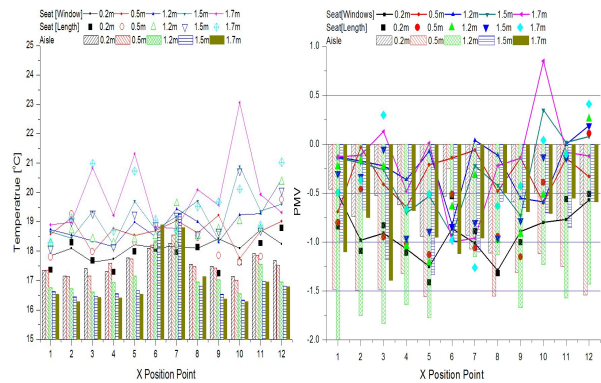 Seat [Window] 0.2m 0.5m 1.2m 1.5m 1.7m
Seat [Length] 0.2m 0.5m 1.2m 1.5m 1.7m
Aisle 0.2m 0.5m 1.2m 1.5m 1.7m
Temperatrue [°C]
25
24
23
22
21
20
19
18
17
16
15
1 2 3 4 5 6 7 8 9 10 11 12
X Position Point
Seat[Windows] 0.2m 0.5m 1.2m 1.5m 1.7m
Seat[Length] 0.2m 0.5m 1.2m 1.5m 1.7m
Aisle 0.2m 0.5m 1.2m 1.5m 1.7m
PMV
1.0
0.5
0.0
-0.5
-1.0
-1.5
-2.0
1 2 3 4 5 6 7 8 9 10 11 12
X Position Point